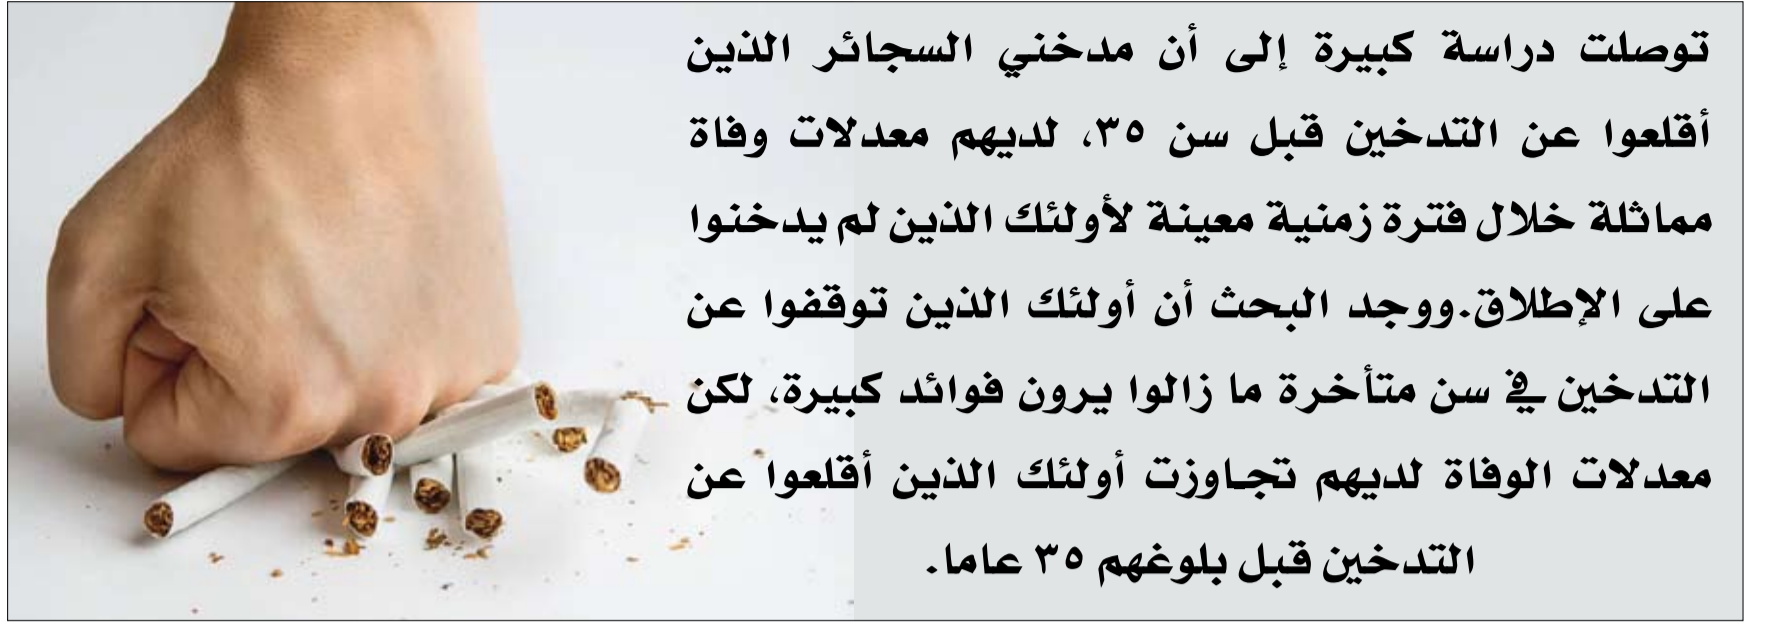 توصلت دراسة كبيرة إلى أن مدخني السجائر الذين
أقلعوا عن التدخين قبل سن ٣٥، لديهم معدلات وفاة
مماثلة خلال فترة زمنية معينة لأولئك الذين لم يدخنوا
على الإطلاق.ووجد البحث أن أولئك الذين توقفوا عن
التدخين في سن متأخرة ما زالوا يرون فوائد كبيرة، لكن
معدلات الوفاة لديهم تجاوزت أولئك الذين أقلعوا عن
التدخين قبل بلوغهم ٣٥ عاما.